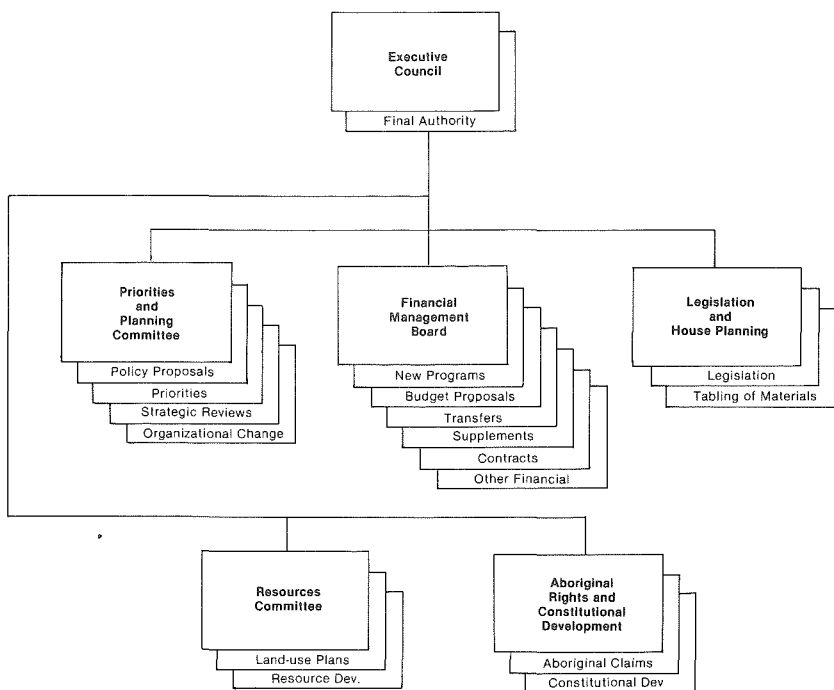 Executive
Council
Final Authority
Priorities
and
Planning
Committee
Policy Proposals
Priorities
Strategic Reviews
Organizational Change
Financial
Management
Board
New Programs
Budget Proposals
Transfers
Supplements
Contracts
Other Financial
Legislation
and
House Planning
Legislation
Tabling of Materials
Resources
Committee
Land-use Plans
Resource Dev.
Aboriginal
Rights and
Constitutional
Development
Aboriginal Claims
Constitutional Dev